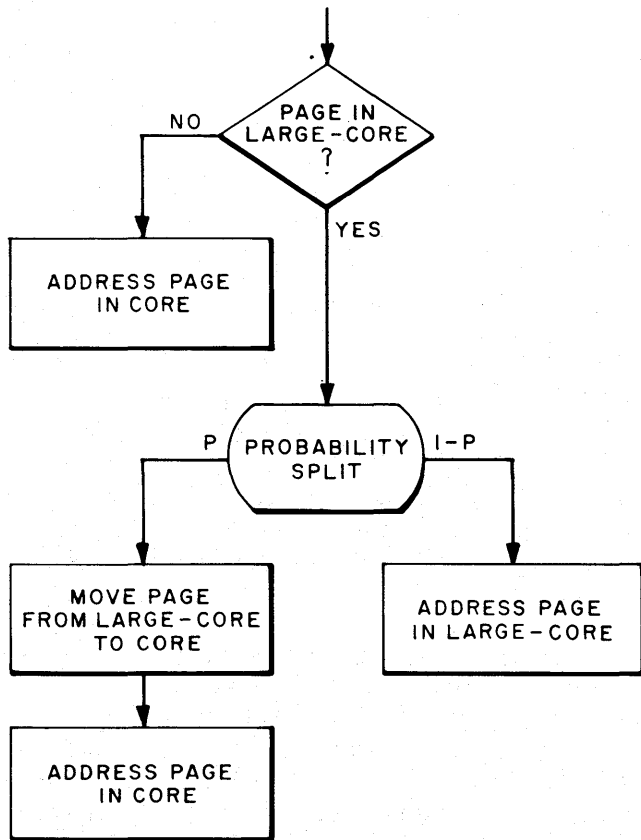 PAGE IN
LARGE-CORE
?
NO
YES
ADDRESS PAGE
IN CORE
P
PROBABILITY
SPLIT
1-P
MOVE PAGE
FROM LARGE-CORE
TO CORE
ADDRESS PAGE
IN LARGE-CORE
ADDRESS PAGE
IN CORE